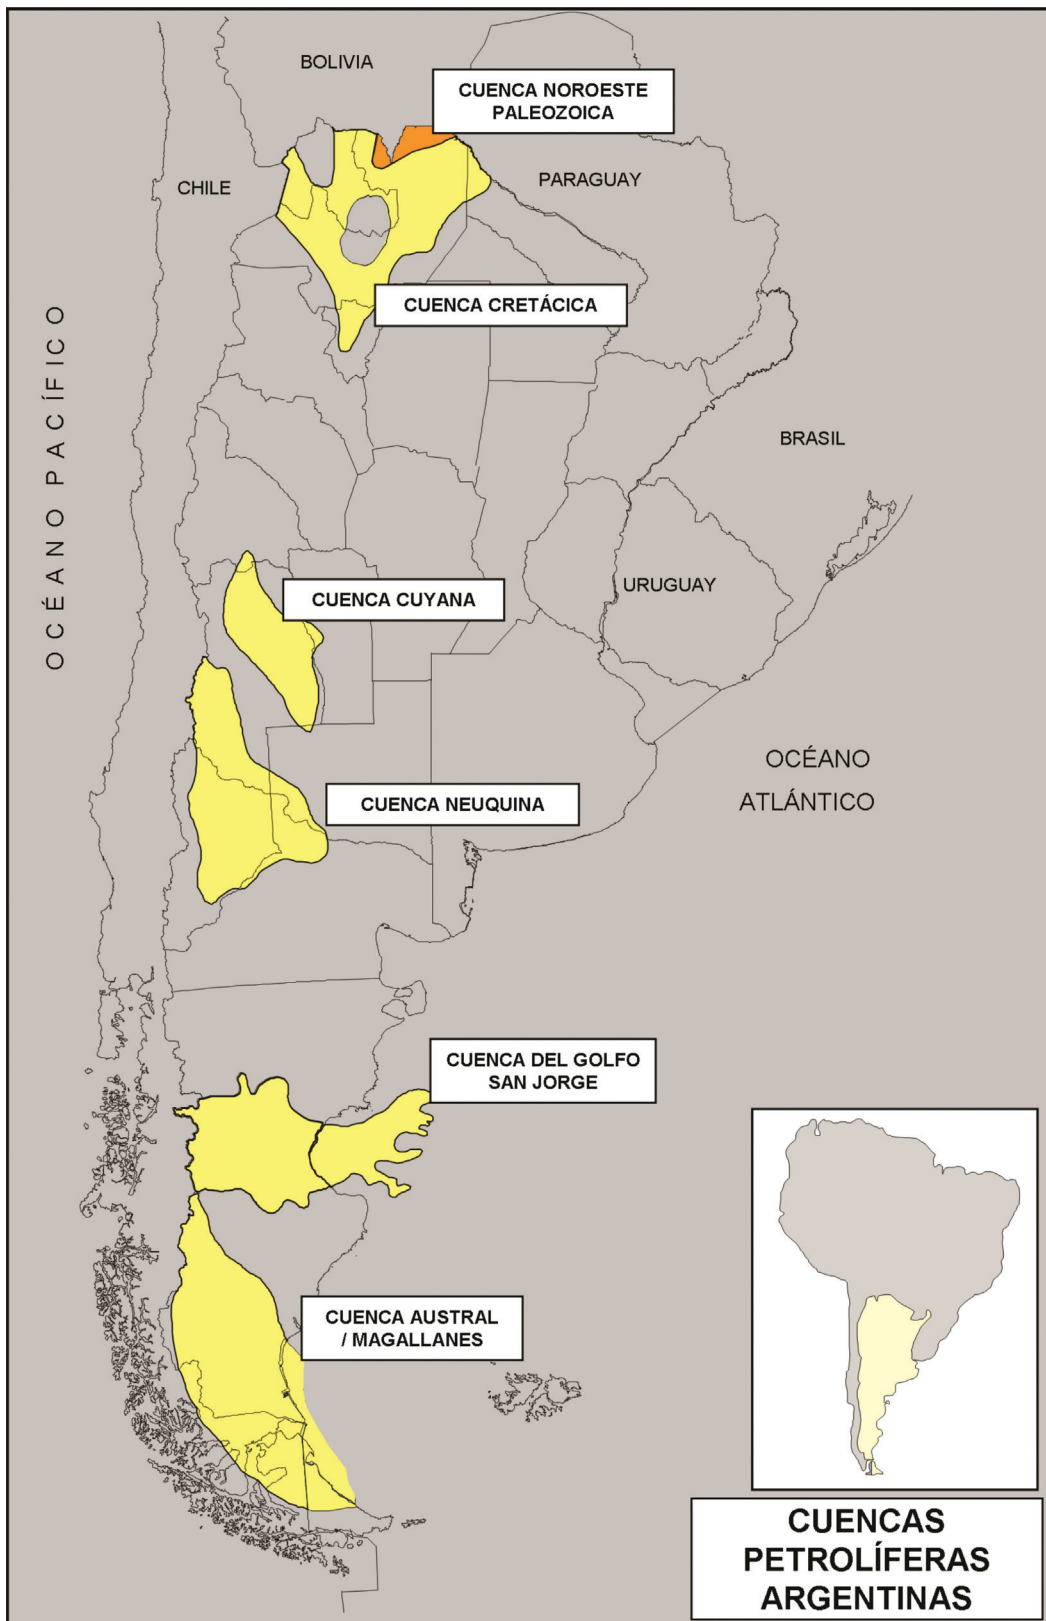 BOLIVIA
CUENCA NOROESTE
PALEOZOICA
CHILE
PARAGUAY
CUENCA CRETÁCICA
OCÉANO PACÍFICO
BRASIL
CUENCA CUYANA
URUGUAY
OCÉANO
ATLÁNTICO
CUENCA NEUQUINA
CUENCA DEL GOLFO
SAN JORGE
CUENCA AUSTRAL
/ MAGALLANES
CUENCAS
PETROLÍFERAS
ARGENTINAS